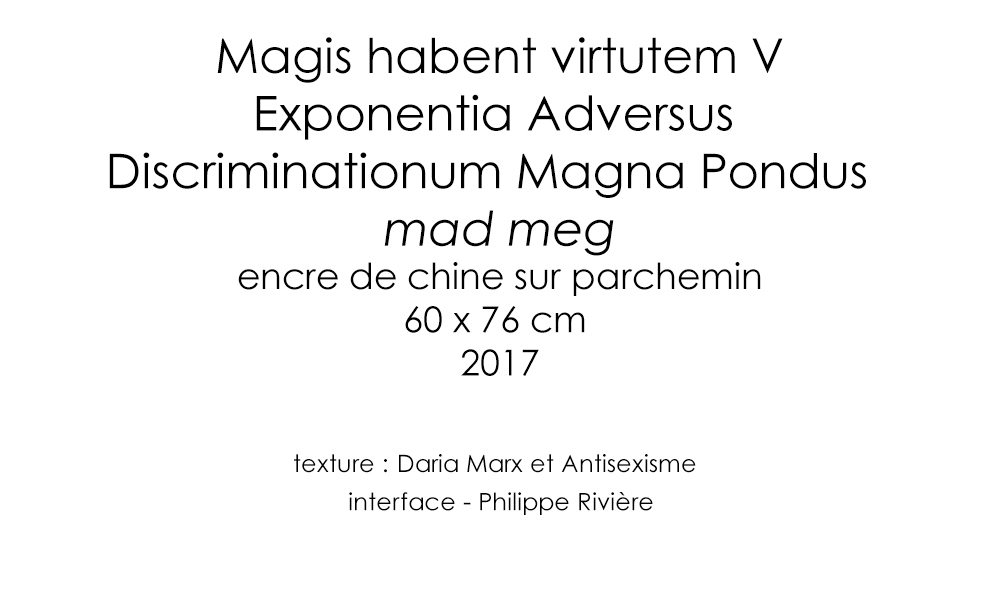 Magis habent virtutem V
Exponentia Adversus
Discriminationum Magna Pondus
mad meg
encre de chine sur parchemin
60 x 76 cm
2017
texture : Daria Marx et Antisexisme
interface - Philippe Rivière